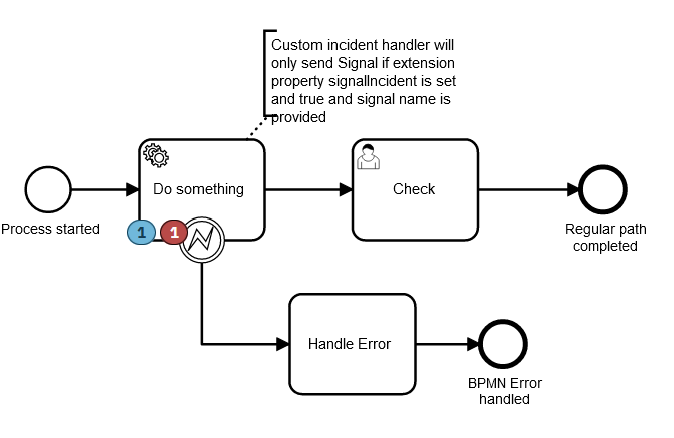 Custom incident handler will
only send Signal if extension
property signalIncident is set
and true and signal name is
provided
Do something
Check
Process started
1
1
Regular path
completed
Handle Error
BPMN Error
handled